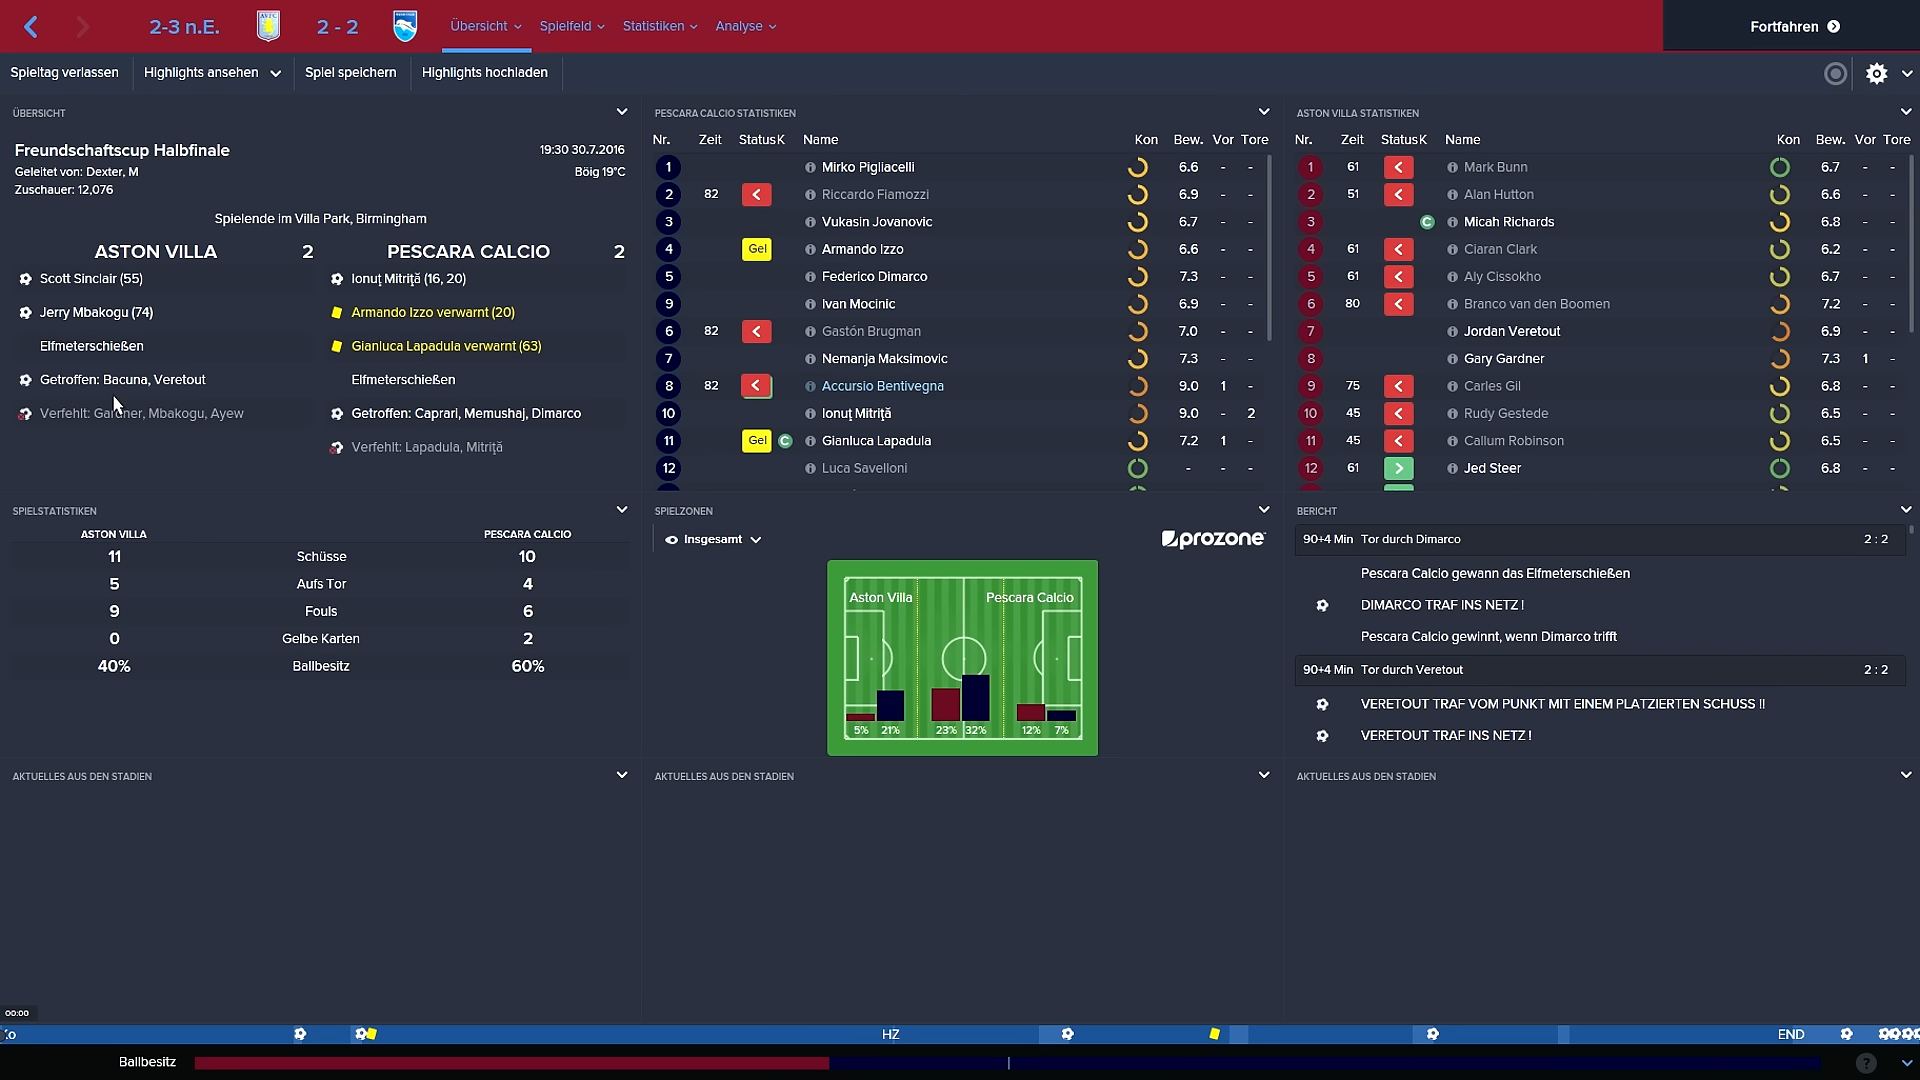 2-3 n.E.
2 - 2
Übersicht
Spielfeld
Statistiken
Analyse
Fortfahren
Spieltag verlassen
Highlights ansehen
Spiel speichern
Highlights hochladen
ÜBERSICHT
Freundschaftscup Halbfinale
19:30 30.7.2016
Geleitet von: Dexter, M
Böig 19°C
Zuschauer: 12,076
Spielende im Villa Park, Birmingham
ASTON VILLA 2
PESCARA CALCIO 2
Scott Sinclair (55)
Ionuţ Mitriţă (16, 20)
Jerry Mbakogu (74)
Armando Izzo verwarnt (20)
Elfmeterschießen
Gianluca Lapadula verwarnt (63)
Getroffen: Bacuna, Veretout
Elfmeterschießen
Verfehlt: Gardner, Mbakogu, Ayew
Getroffen: Caprari, Memushaj, Dimarco
Verfehlt: Lapadula, Mitriţă
PESCARA CALCIO STATISTIKEN
Nr. Zeit Status K Name Kon Bew. Vor Tore
1 Mirko Pigliacelli 6.6 - -
2 82 Riccardo Fiamozzi 6.9 - -
3 Vukasin Jovanovic 6.7 - -
4 Gel Armando Izzo 6.6 - -
5 Federico Dimarco 7.3 - -
9 Ivan Mocinic 6.9 - -
6 82 Gastón Brugman 7.0 - -
7 Nemanja Maksimovic 7.3 - -
8 82 Accursio Bentivegna 9.0 1 -
10 Ionuţ Mitriţă 9.0 - 2
11 Gel C Gianluca Lapadula 7.2 1 -
12 Luca Savelloni - - -
ASTON VILLA STATISTIKEN
Nr. Zeit Status K Name Kon Bew. Vor Tore
1 61 Mark Bunn 6.7 - -
2 51 Alan Hutton 6.6 - -
3 C Micah Richards 6.8 - -
4 61 Ciaran Clark 6.2 - -
5 61 Aly Cissokho 6.7 - -
6 80 Branco van den Boomen 7.2 - -
7 Jordan Veretout 6.9 - -
8 Gary Gardner 7.3 1 -
9 75 Carles Gil 6.8 - -
10 45 Rudy Gestede 6.5 - -
11 45 Callum Robinson 6.5 - -
12 61 Jed Steer 6.8 - -
SPIELSTATISTIKEN
ASTON VILLA PESCARA CALCIO
11 Schüsse 10
5 Aufs Tor 4
9 Fouls 6
0 Gelbe Karten 2
40% Ballbesitz 60%
SPIELZONEN
Insgesamt
prozone
Aston Villa Pescara Calcio
5% 21% 23% 32% 12% 7%
BERICHT
90+4 Min Tor durch Dimarco 2 : 2
Pescara Calcio gewann das Elfmeterschießen
DIMARCO TRAF INS NETZ !
Pescara Calcio gewinnt, wenn Dimarco trifft
90+4 Min Tor durch Veretout 2 : 2
VERETOUT TRAF VOM PUNKT MIT EINEM PLATZIERTEN SCHUSS !!
VERETOUT TRAF INS NETZ !
AKTUELLES AUS DEN STADIEN
AKTUELLES AUS DEN STADIEN
AKTUELLES AUS DEN STADIEN
00:00
HZ
END
Ballbesitz
?